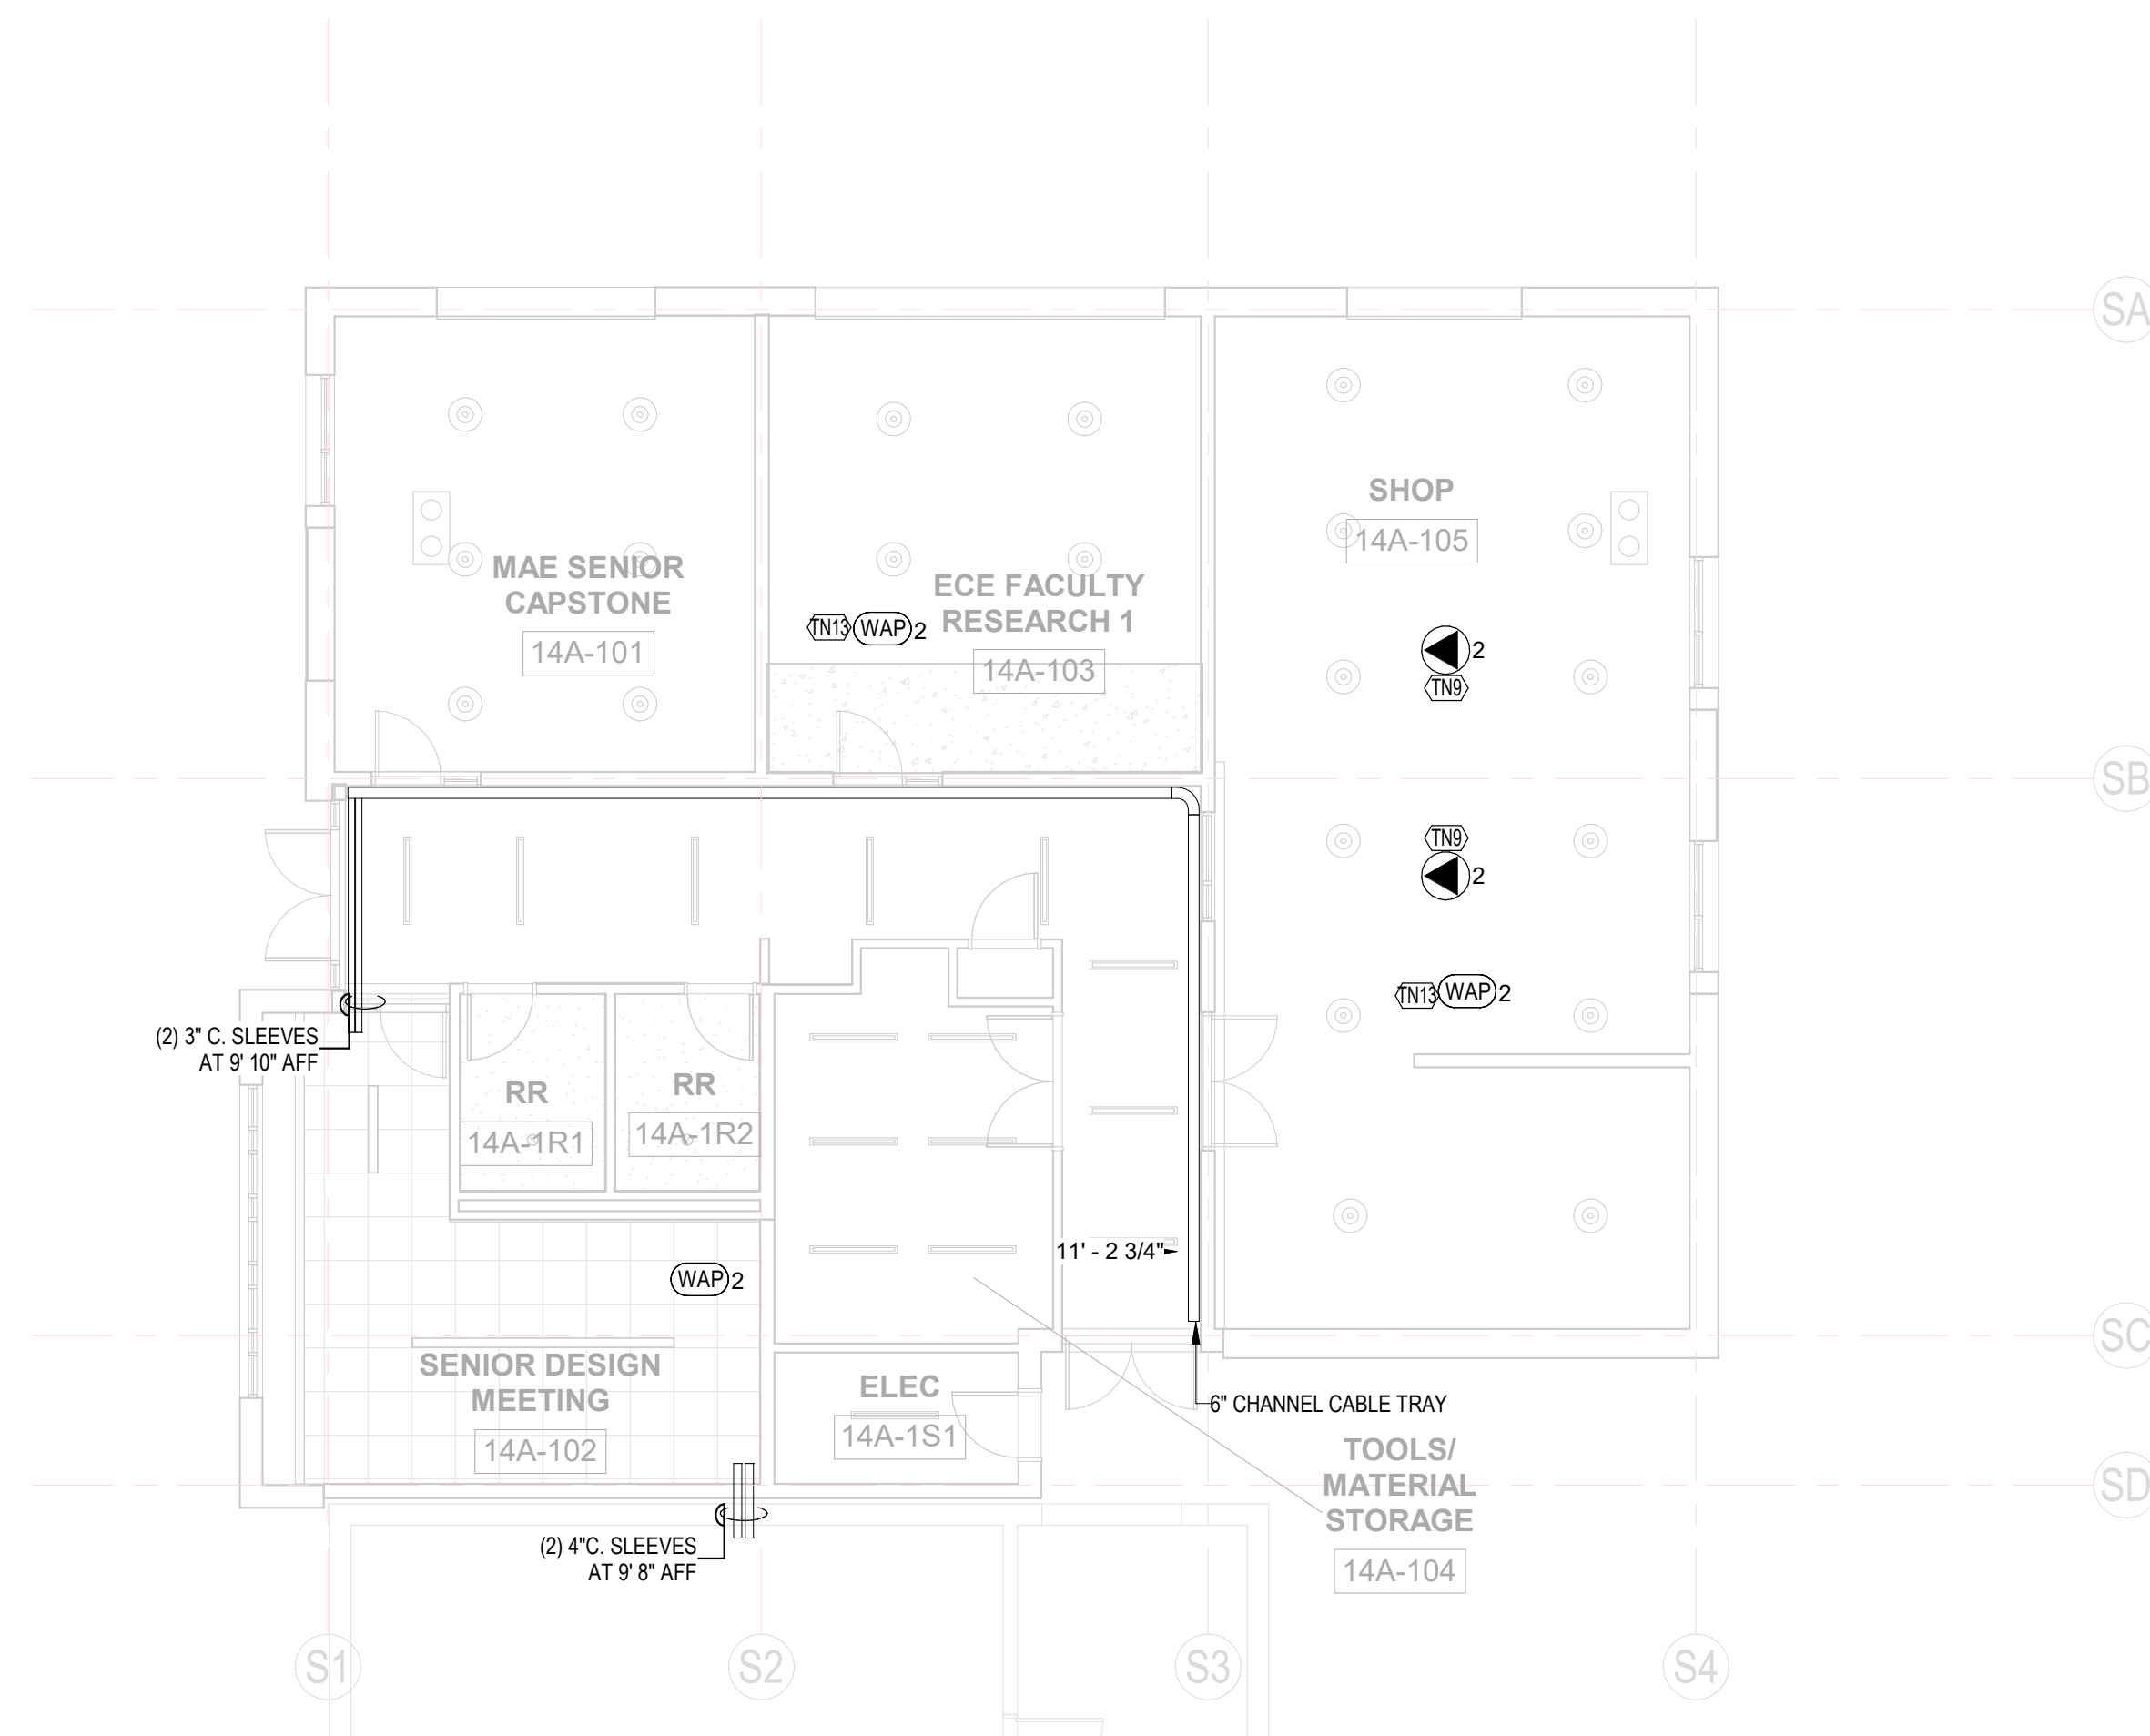 SA
SHOP
14A-105
MAE SENIOR
CAPSTONE
14A-101
ECE FACULTY
RESEARCH 1
14A-103
TN13 WAP 2
2
TN9
SB
TN9
2
TN13 WAP 2
(2) 3" C. SLEEVES
AT 9' 10" AFF
RR
14A-1R1
RR
14A-1R2
11' - 2 3/4"
WAP 2
SC
SENIOR DESIGN
MEETING
14A-102
ELEC
14A-1S1
6" CHANNEL CABLE TRAY
TOOLS/
MATERIAL
STORAGE
14A-104
SD
(2) 4"C. SLEEVES
AT 9' 8" AFF
S1
S2
S3
S4